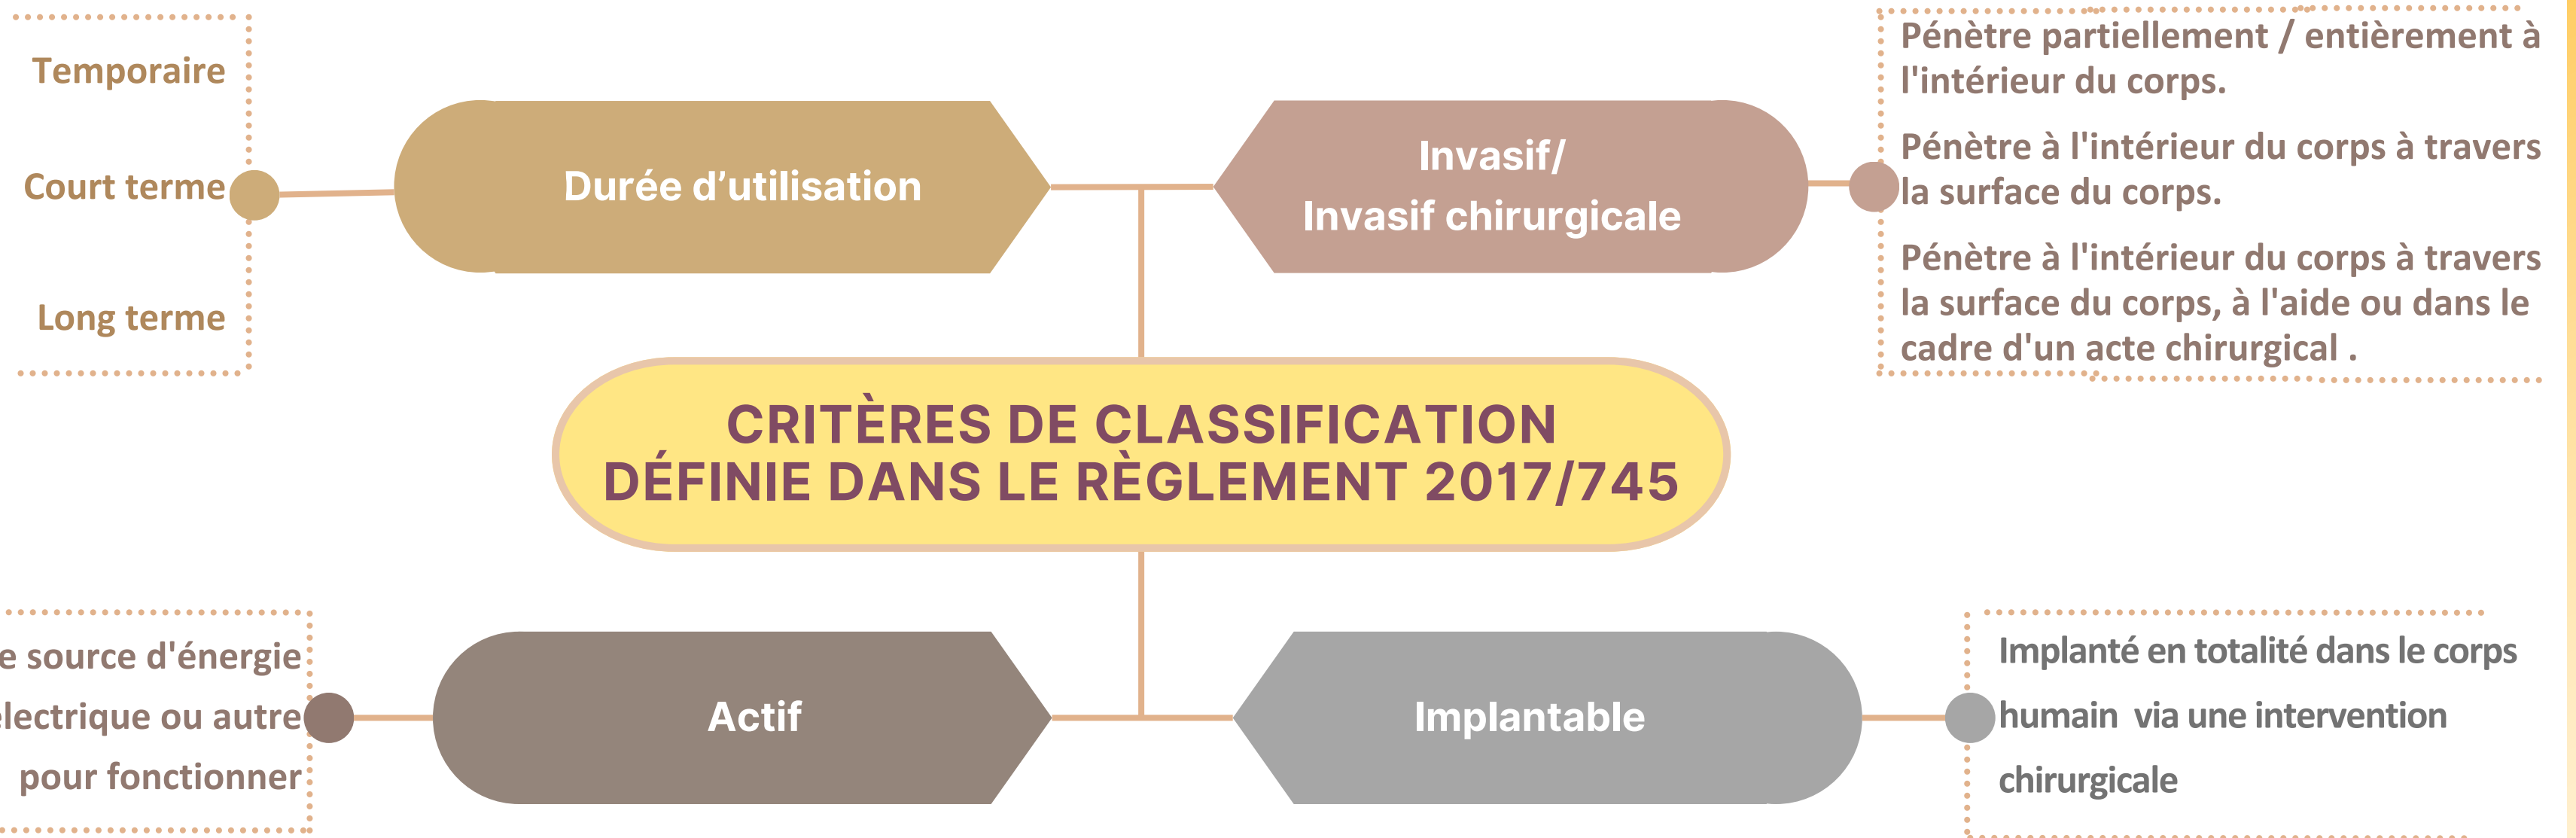 Temporaire
Court terme
Long terme
Durée d’utilisation
Invasif/
Invasif chirurgicale
Pénètre partiellement / entièrement à
l'intérieur du corps.
Pénètre à l'intérieur du corps à travers
la surface du corps.
Pénètre à l'intérieur du corps à travers
la surface du corps, à l'aide ou dans le
cadre d'un acte chirurgical .
CRITÈRES DE CLASSIFICATION
DÉFINIE DANS LE RÈGLEMENT 2017/745
source d'énergie
ou autre
pour fonctionner
Actif
Implantable
Implanté en totalité dans le corps
humain via une intervention
chirurgicale